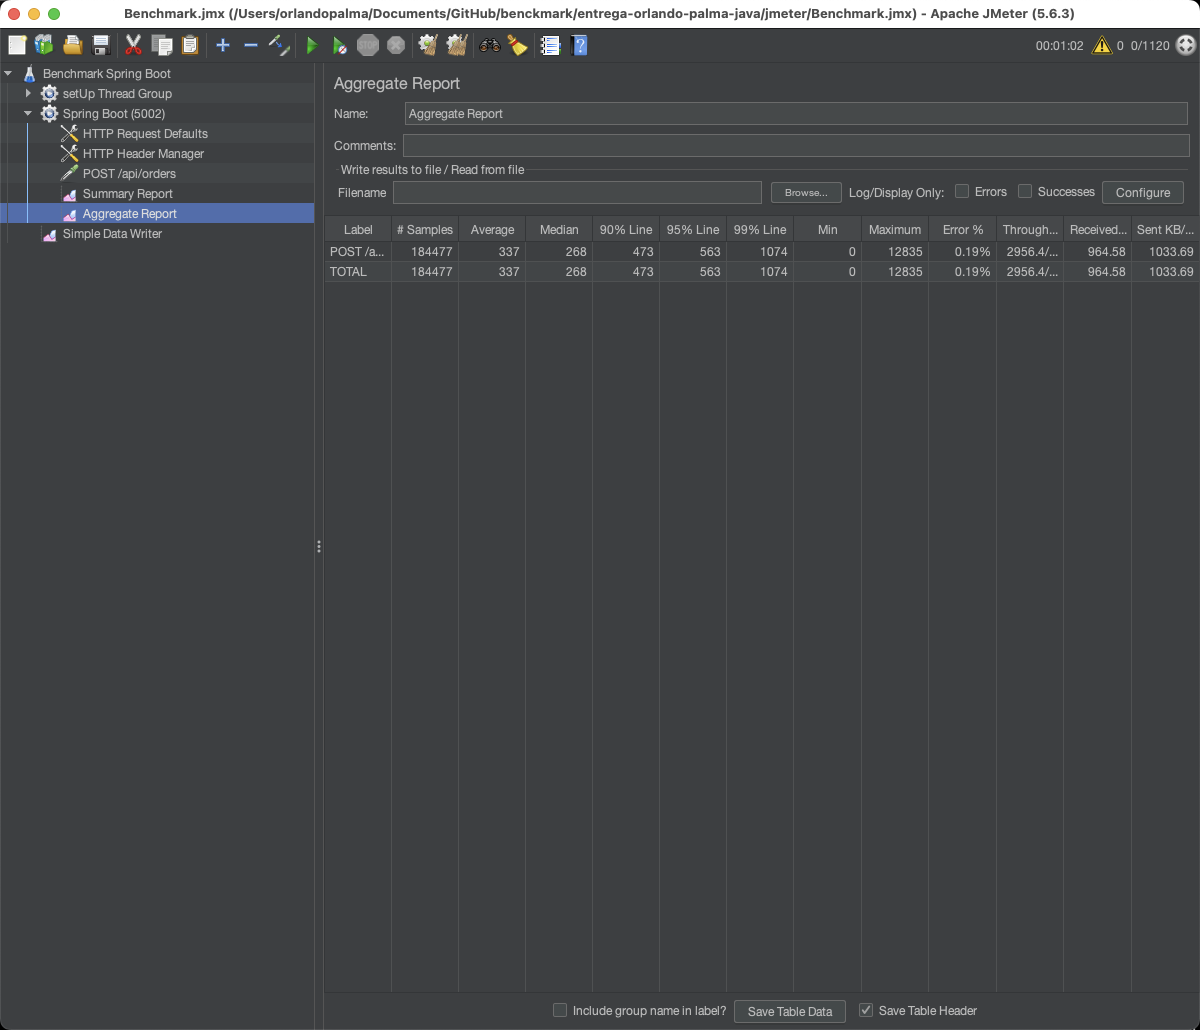 Benchmark.jmx (/Users/orlandopalma/Documents/GitHub/benckmark/entrega-orlando-palma-java/jmeter/Benchmark.jmx) - Apache JMeter (5.6.3)
STOP 00:01:02 0 0/1120
Benchmark Spring Boot
setUp Thread Group
Spring Boot (5002)
HTTP Request Defaults
HTTP Header Manager
POST /api/orders
Summary Report
Aggregate Report
Simple Data Writer
Aggregate Report
Name: Aggregate Report
Comments:
Write results to file / Read from file
Filename Browse... Log/Display Only: Errors Successes Configure
Label # Samples Average Median 90% Line 95% Line 99% Line Min Maximum Error % Through... Received... Sent KB/...
POST /a... 184477 337 268 473 563 1074 0 12835 0.19% 2956.4/... 964.58 1033.69
TOTAL 184477 337 268 473 563 1074 0 12835 0.19% 2956.4/... 964.58 1033.69
Include group name in label? Save Table Data Save Table Header